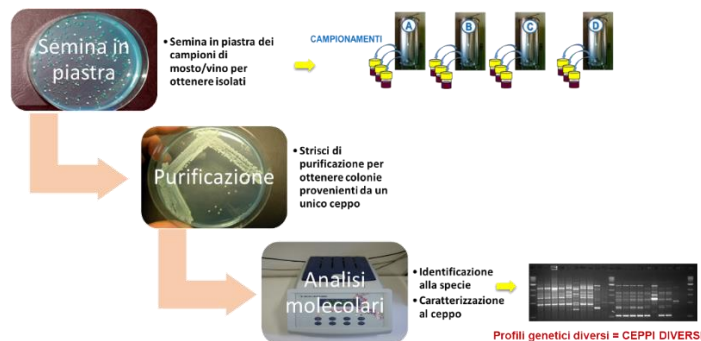 Semina in
piastra
• Semina in piastra dei
campioni di
mosto/vino per
ottenere isolati
CAMPIONAMENTI
A
B
C
D
Purificazione
• Strisci di
purificazione per
ottenere colonie
provenienti da un
unico ceppo
Analisi
molecolari
• Identificazione
alla specie
• Caratterizzazione
al ceppo
Profili genetici diversi = CEPPI DIVERSI